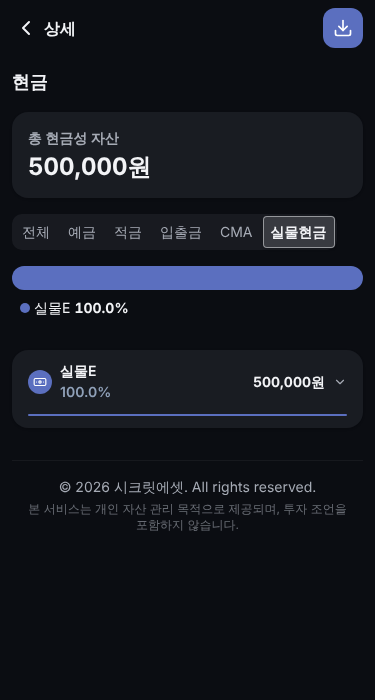 상세
현금
총 현금성 자산
500,000원
전체 예금 적금 입출금 CMA 실물현금
실물E 100.0%
실물E
100.0%
500,000원
© 2026 시크릿에셋. All rights reserved.
본 서비스는 개인 자산 관리 목적으로 제공되며, 투자 조언을
포함하지 않습니다.